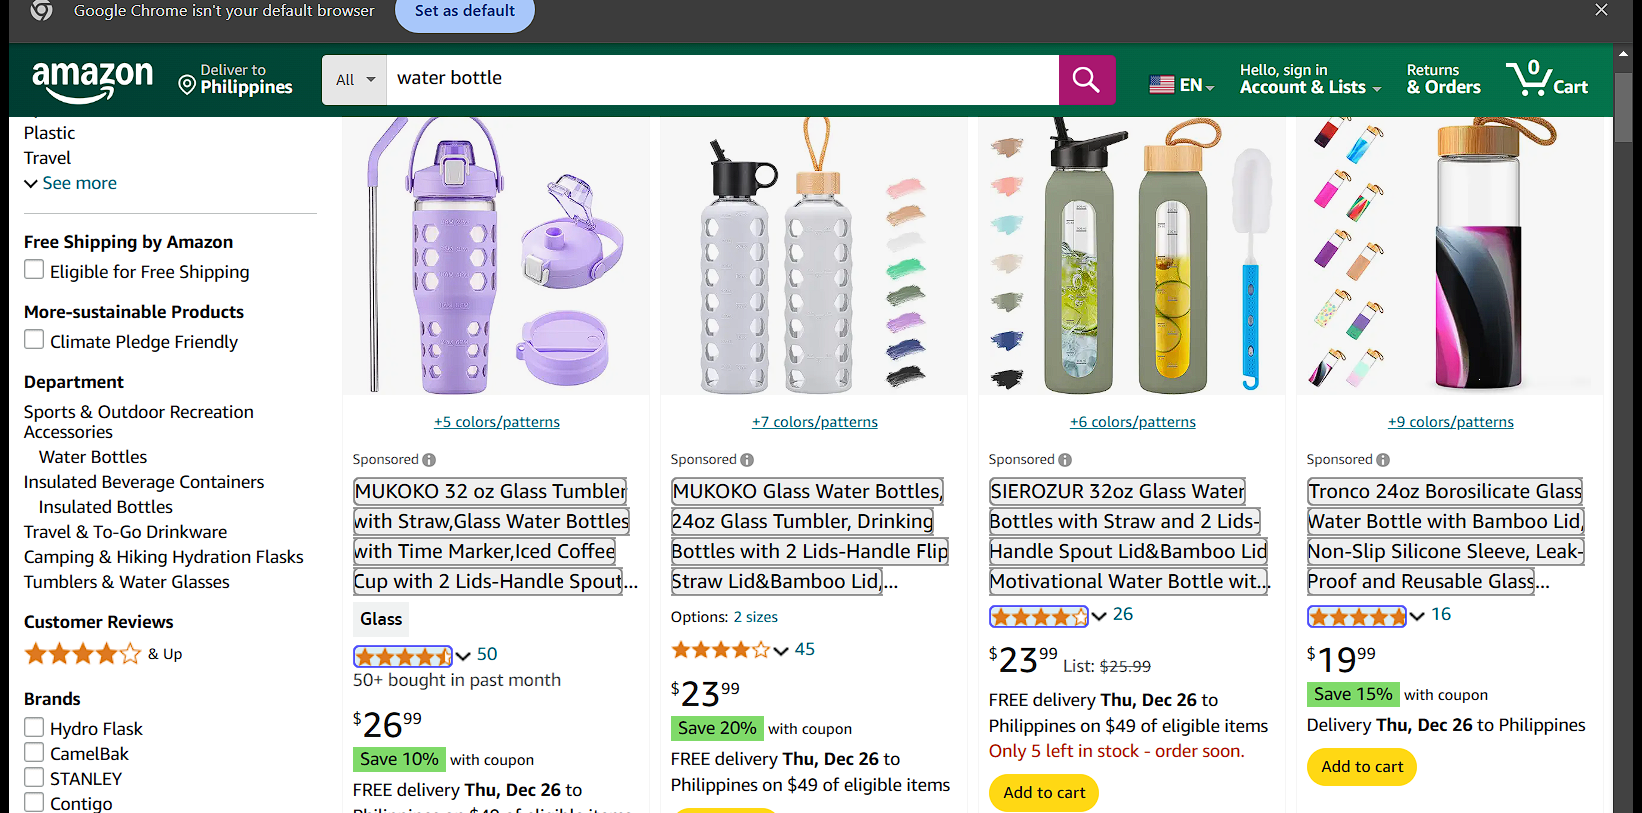 Google Chrome isn't your default browser
Set as default
amazon
Deliver to
Philippines
All
water bottle
EN
Hello, sign in
Account & Lists
Returns
& Orders
0
Cart
Plastic
Travel
See more
Free Shipping by Amazon
Eligible for Free Shipping
More-sustainable Products
Climate Pledge Friendly
Department
Sports & Outdoor Recreation
Accessories
Water Bottles
Insulated Beverage Containers
Insulated Bottles
Travel & To-Go Drinkware
Camping & Hiking Hydration Flasks
Tumblers & Water Glasses
Customer Reviews
& Up
Brands
Hydro Flask
CamelBak
STANLEY
Contigo
+5 colors/patterns
Sponsored
MUKOKO 32 oz Glass Tumbler
with Straw,Glass Water Bottles
with Time Marker,Iced Coffee
Cup with 2 Lids-Handle Spout...
Glass
50
50+ bought in past month
$26.99
Save 10% with coupon
FREE delivery Thu, Dec 26 to
+7 colors/patterns
Sponsored
MUKOKO Glass Water Bottles,
24oz Glass Tumbler, Drinking
Bottles with 2 Lids-Handle Flip
Straw Lid&Bamboo Lid,...
Options: 2 sizes
45
$23.99
Save 20% with coupon
FREE delivery Thu, Dec 26 to
Philippines on $49 of eligible items
+6 colors/patterns
Sponsored
SIEROZUR 32oz Glass Water
Bottles with Straw and 2 Lids-
Handle Spout Lid&Bamboo Lid
Motivational Water Bottle wit...
26
$23.99 List: $25.99
FREE delivery Thu, Dec 26 to
Philippines on $49 of eligible items
Only 5 left in stock - order soon.
Add to cart
+9 colors/patterns
Sponsored
Tronco 24oz Borosilicate Glass
Water Bottle with Bamboo Lid,
Non-Slip Silicone Sleeve, Leak-
Proof and Reusable Glass...
16
$19.99
Save 15% with coupon
Delivery Thu, Dec 26 to Philippines
Add to cart